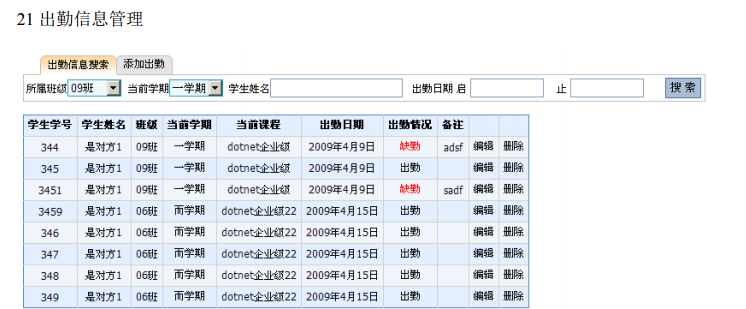 21 出勤信息管理
出勤信息搜索 添加出勤
所属班级 09班 当前学期 一学期 学生姓名 出勤日期 启 止 搜 索
学生学号 学生姓名 班级 当前学期 当前课程 出勤日期 出勤情况 备注
344 是对方1 09班 一学期 dotnet企业级 2009年4月9日 缺勤 adsf 编辑 删除
345 是对方1 09班 一学期 dotnet企业级 2009年4月9日 出勤 编辑 删除
3451 是对方1 09班 一学期 dotnet企业级 2009年4月9日 缺勤 sadf 编辑 删除
3459 是对方1 06班 而学期 dotnet企业级22 2009年4月15日 出勤 编辑 删除
346 是对方1 06班 而学期 dotnet企业级22 2009年4月15日 出勤 编辑 删除
347 是对方1 06班 而学期 dotnet企业级22 2009年4月15日 出勤 编辑 删除
348 是对方1 06班 而学期 dotnet企业级22 2009年4月15日 出勤 编辑 删除
349 是对方1 06班 而学期 dotnet企业级22 2009年4月15日 出勤 编辑 删除